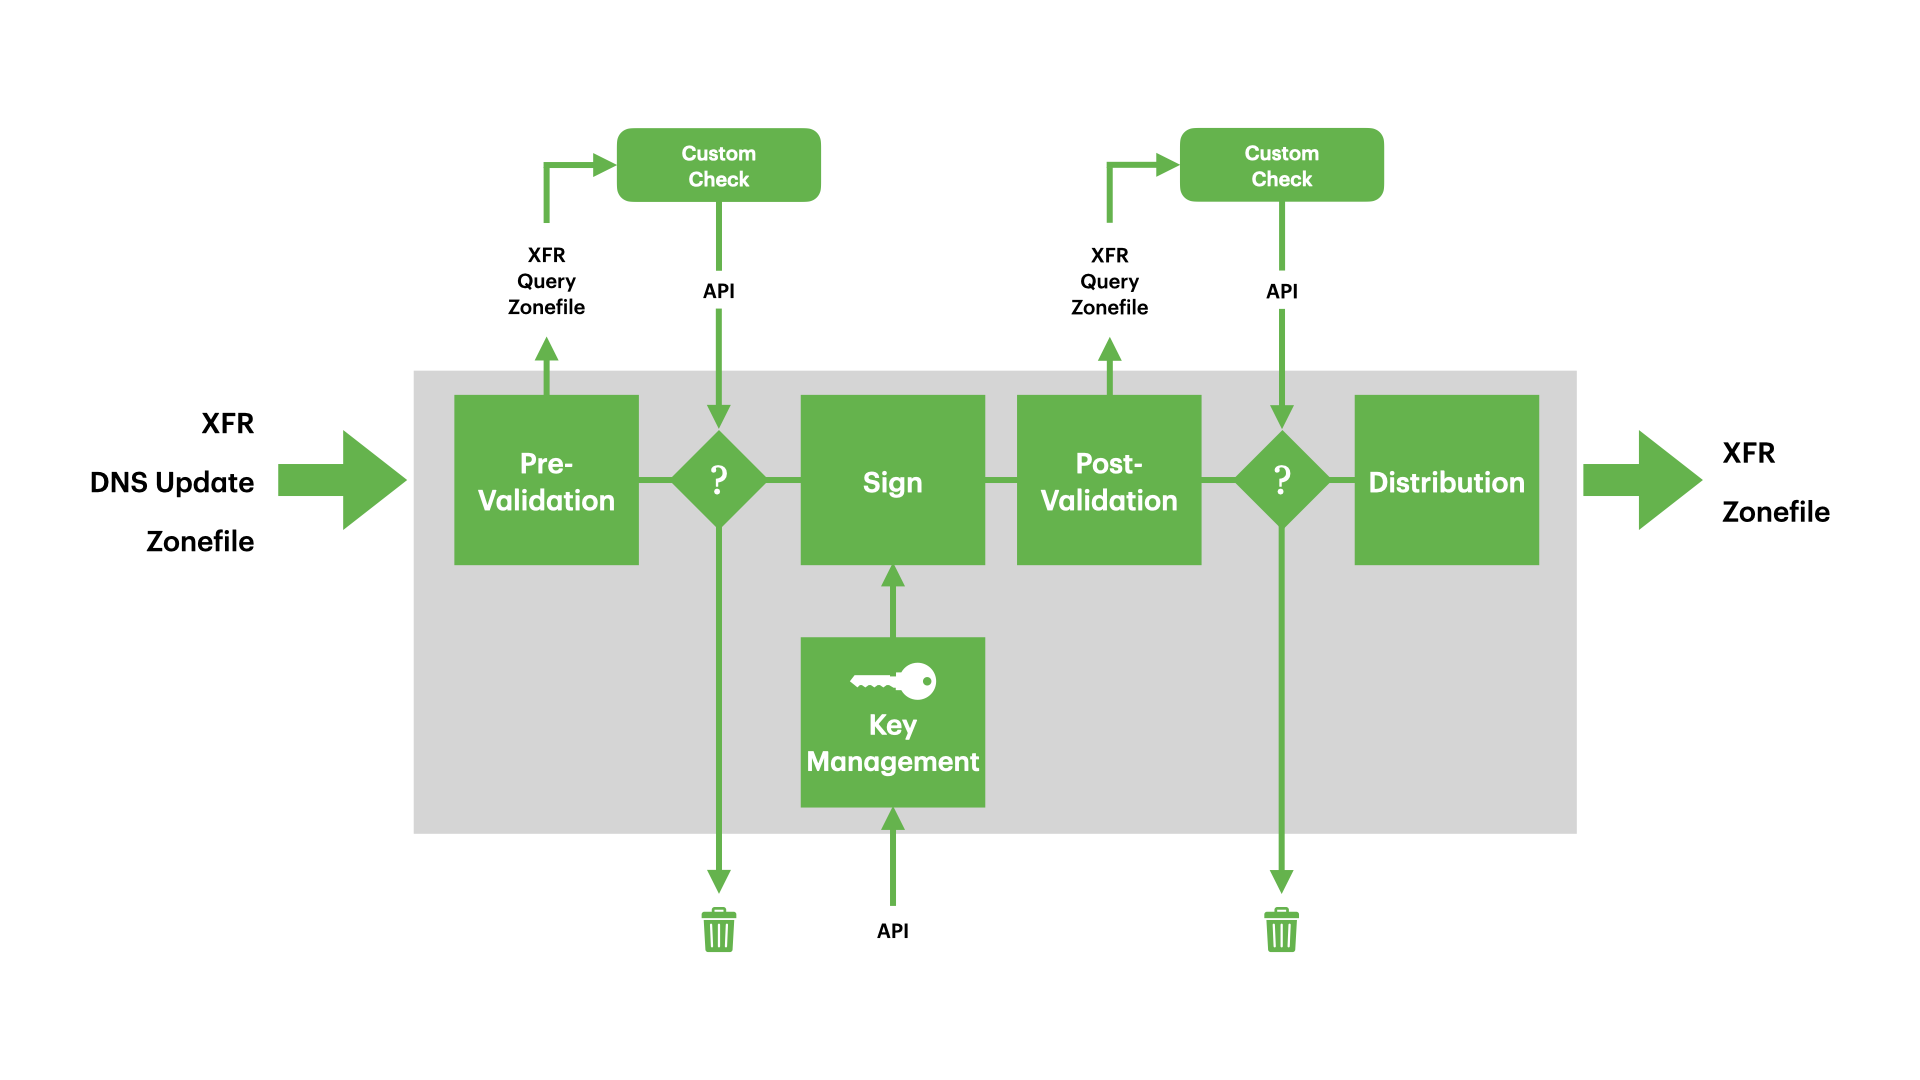 Custom
Check
Custom
Check
XFR
Query
Zonefile
API
XFR
Query
Zonefile
API
XFR
DNS Update
Zonefile
Pre-
Validation
?
Sign
Post-
Validation
?
Distribution
XFR
Zonefile
Key
Management
API